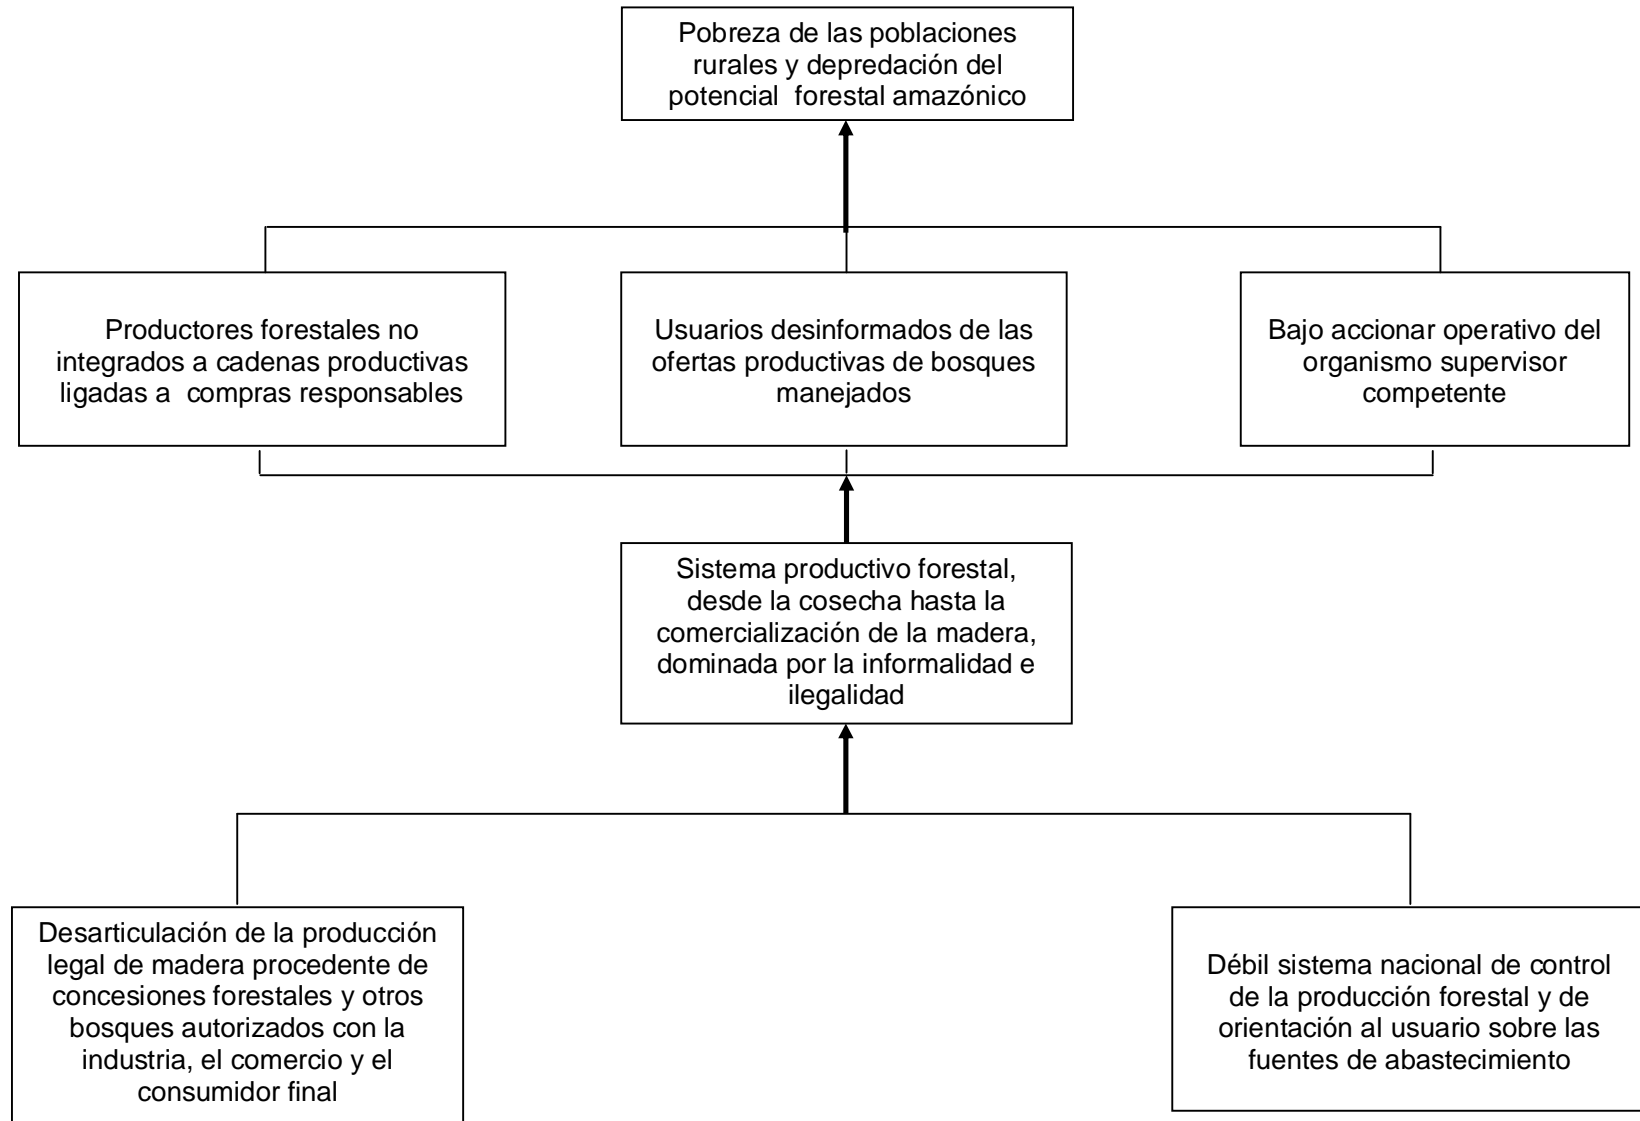 Pobreza de las poblaciones
rurales y depredación del
potencial forestal amazónico
Productores forestales no
integrados a cadenas productivas
ligadas a compras responsables
Usuarios desinformados de las
ofertas productivas de bosques
manejados
Bajo accionar operativo del
organismo supervisor
competente
Sistema productivo forestal,
desde la cosecha hasta la
comercialización de la madera,
dominada por la informalidad e
ilegalidad
Desarticulación de la producción
legal de madera procedente de
concesiones forestales y otros
bosques autorizados con la
industria, el comercio y el
consumidor final
Débil sistema nacional de control
de la producción forestal y de
orientación al usuario sobre las
fuentes de abastecimiento